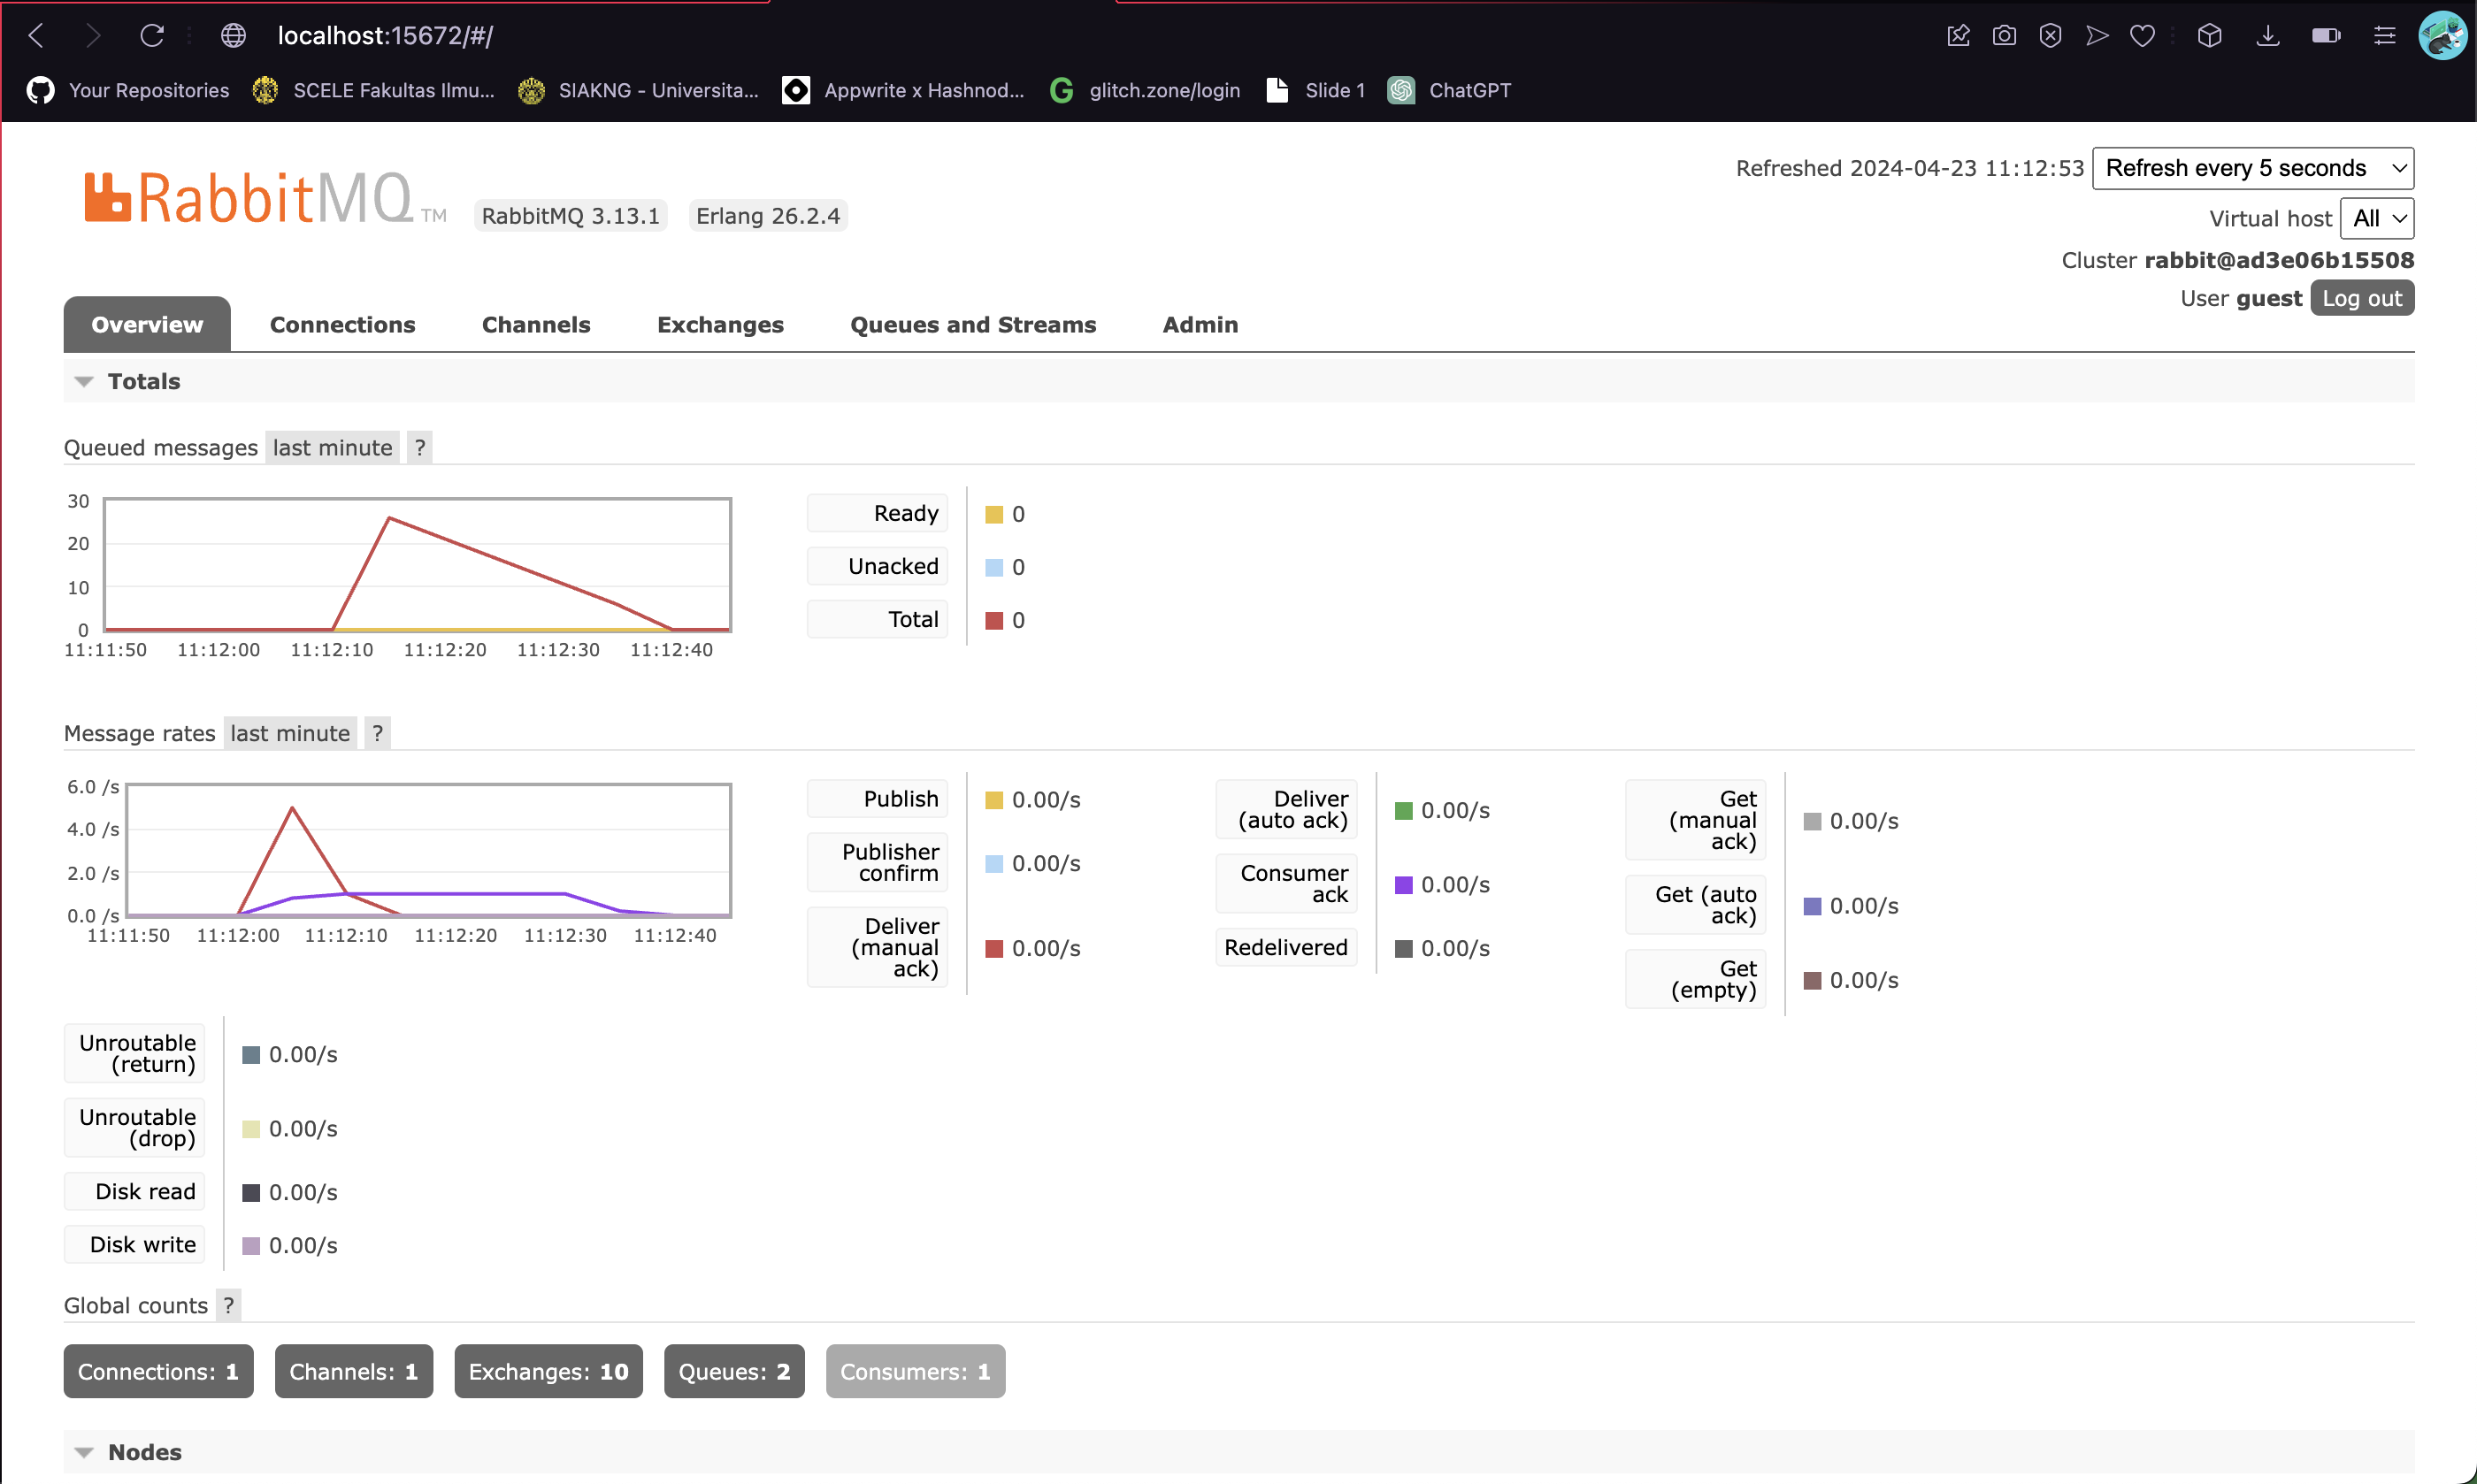 localhost:15672/#/
Your Repositories SCELE Fakultas Ilmu... SIAKNG - Universita... Appwrite x Hashnod... glitch.zone/login Slide 1 ChatGPT
RabbitMQ TM RabbitMQ 3.13.1 Erlang 26.2.4
Refreshed 2024-04-23 11:12:53 Refresh every 5 seconds
Virtual host All
Cluster rabbit@ad3e06b15508
User guest Log out
Overview Connections Channels Exchanges Queues and Streams Admin
Totals
Queued messages last minute ?
30
20
10
0
11:11:50 11:12:00 11:12:10 11:12:20 11:12:30 11:12:40
Ready 0
Unacked 0
Total 0
Message rates last minute ?
6.0 /s
4.0 /s
2.0 /s
0.0 /s
11:11:50 11:12:00 11:12:10 11:12:20 11:12:30 11:12:40
Publish 0.00/s
Publisher
confirm 0.00/s
Deliver
(manual 0.00/s
ack)
Deliver
(auto ack) 0.00/s
Consumer
ack 0.00/s
Redelivered 0.00/s
Get
(manual 0.00/s
ack)
Get (auto
ack) 0.00/s
Get
(empty) 0.00/s
Unroutable
(return) 0.00/s
Unroutable
(drop) 0.00/s
Disk read 0.00/s
Disk write 0.00/s
Global counts ?
Connections: 1 Channels: 1 Exchanges: 10 Queues: 2 Consumers: 1
Nodes